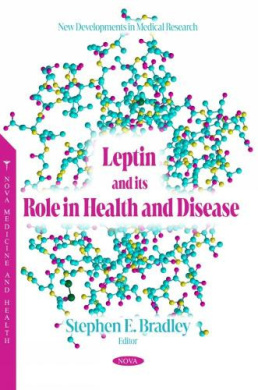 New Developments in Medical Research
Leptin
and its
Role in Health and Disease
NOVA MEDICINE AND HEALTH
Stephen E. Bradley
Editor
NOVA